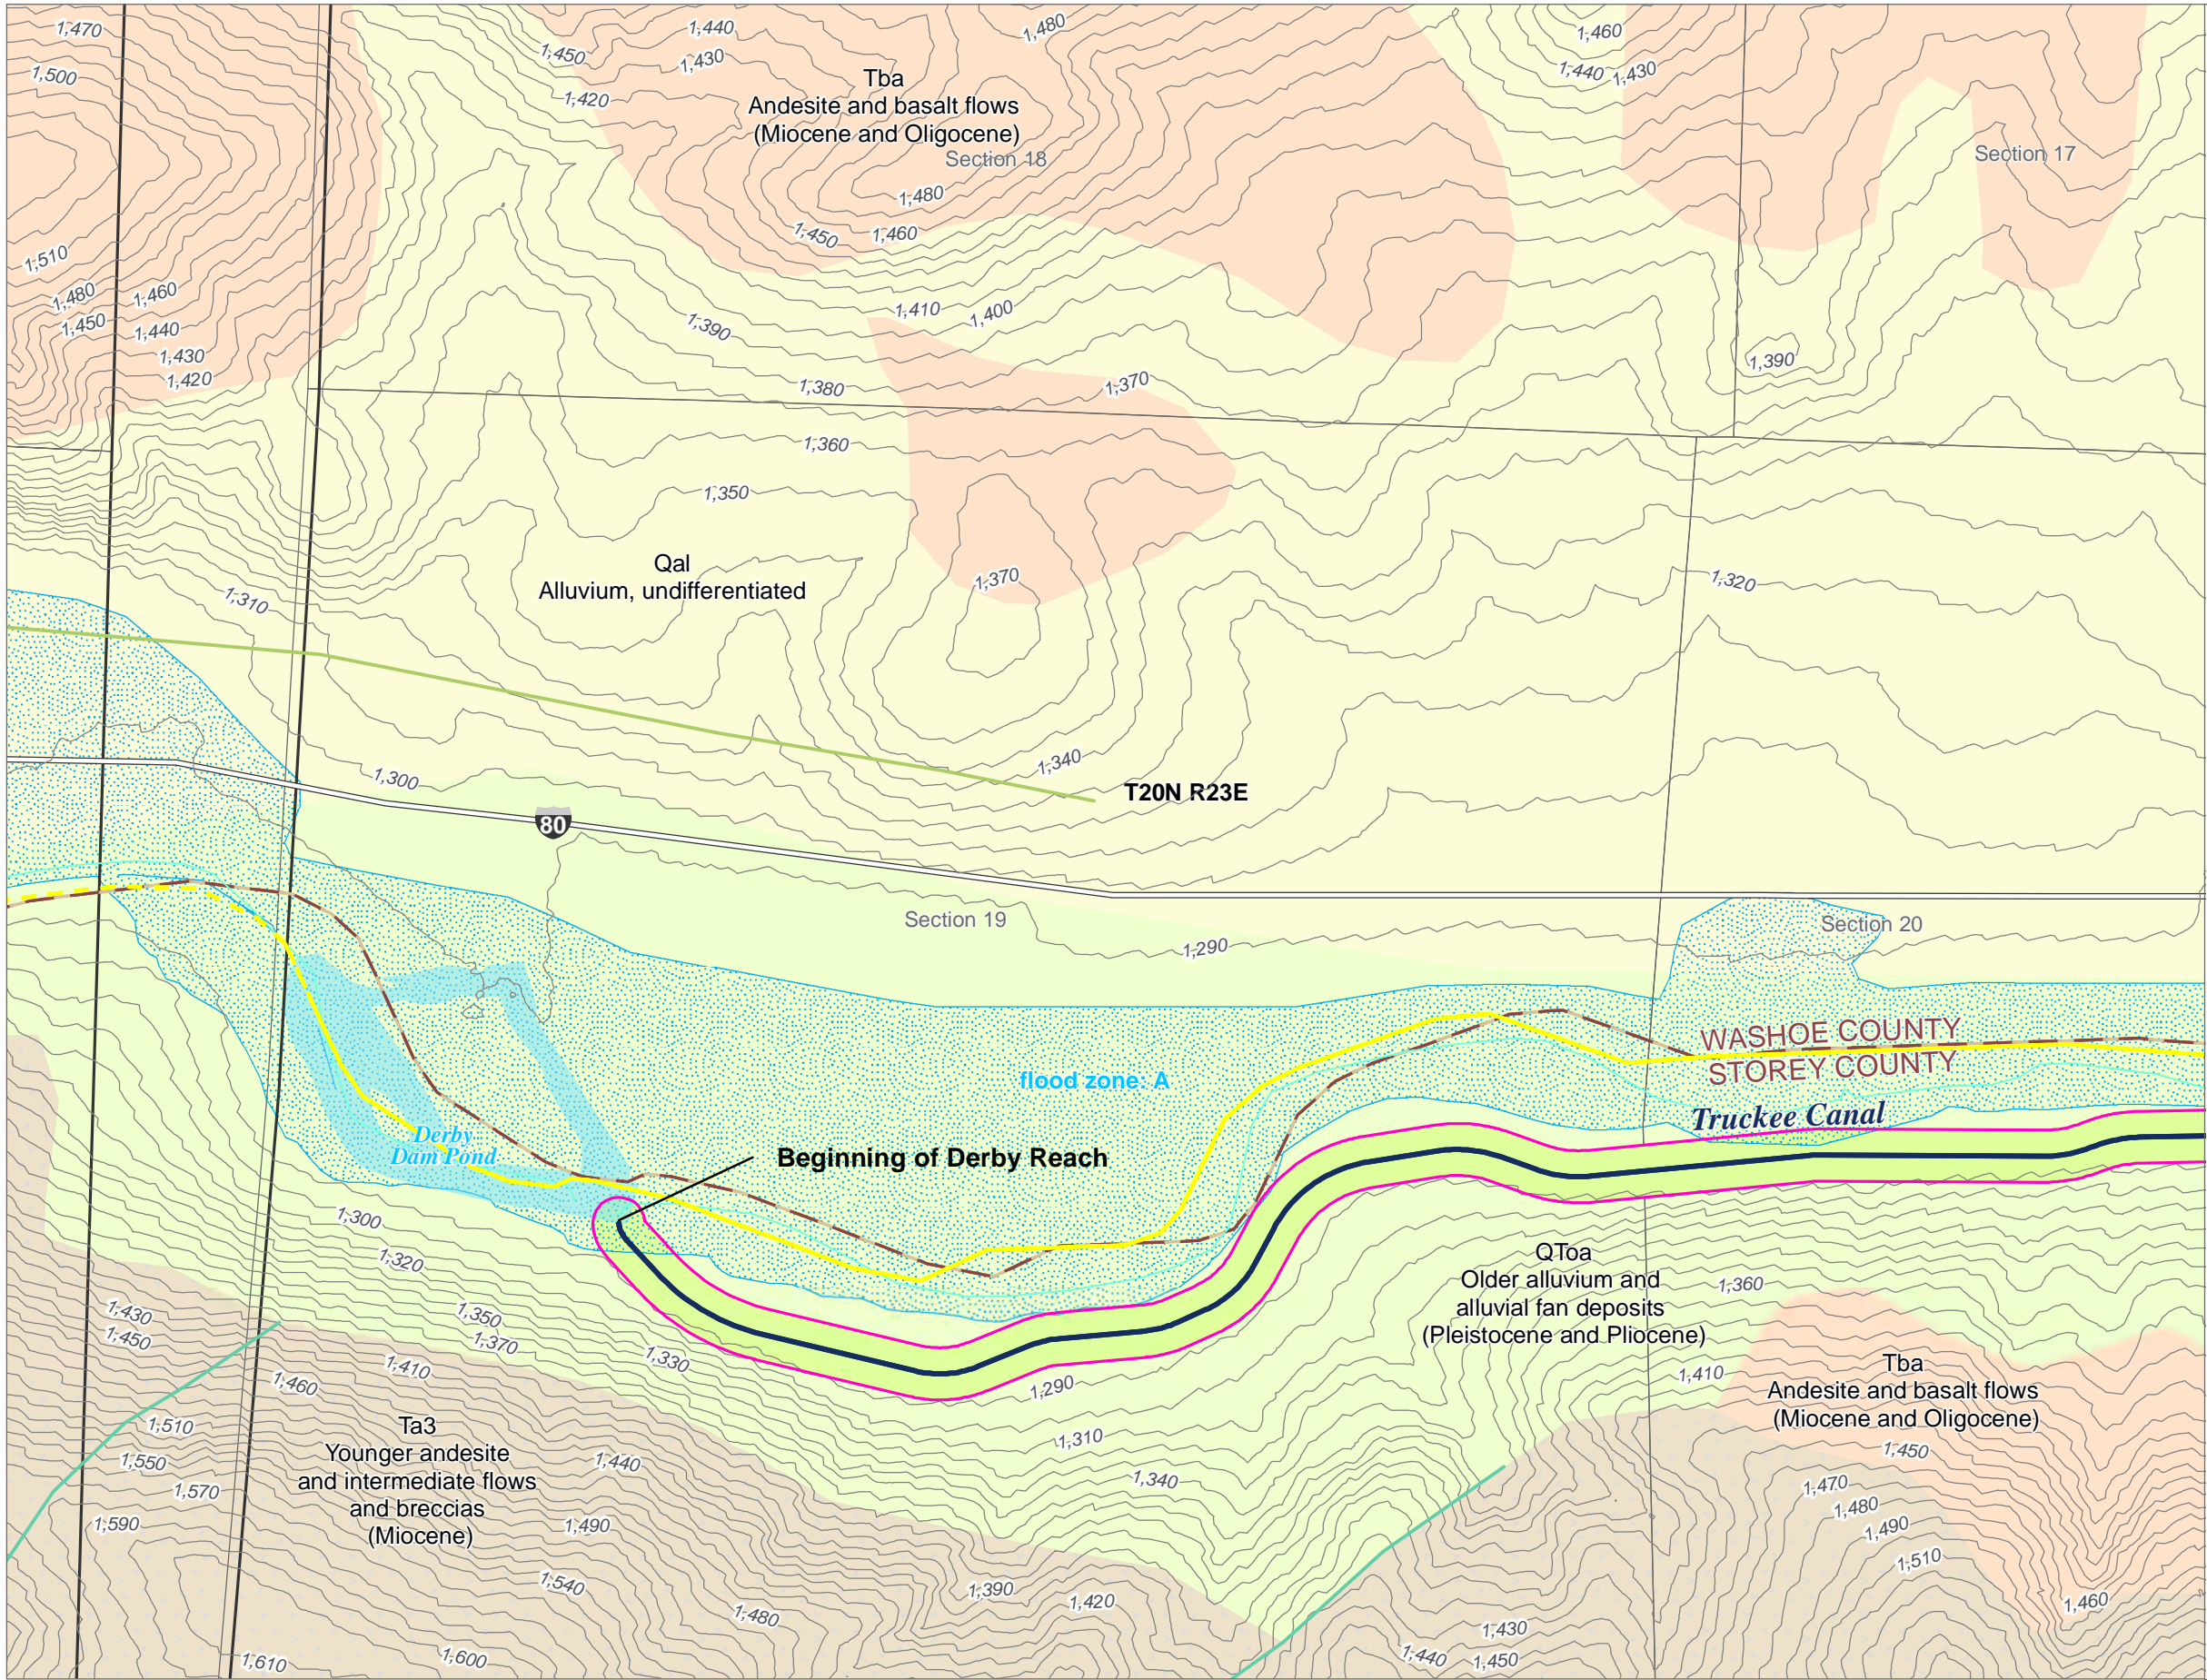 1,470
1,500
1,450
1,440
1,430
1,420
1,480
1,460
1,440
1,430
Tba
Andesite and basalt flows
(Miocene and Oligocene)
Section 18
Section 17
1,480
1,450
1,460
1,510
1,480
1,460
1,450
1,440
1,430
1,420
1,410
1,400
1,390
1,390
1,380
1,370
1,360
1,350
Qal
Alluvium, undifferentiated
1,370
1,320
1,310
1,300
1,340
T20N R23E
80
Section 19
1,290
Section 20
WASHOE COUNTY
STOREY COUNTY
flood zone: A
Truckee Canal
Derby
Dam Pond
Beginning of Derby Reach
1,300
1,320
1,350
1,370
1,330
1,290
1,310
1,340
QToa
Older alluvium and
alluvial fan deposits
(Pleistocene and Pliocene)
1,360
1,410
Tba
Andesite and basalt flows
(Miocene and Oligocene)
1,450
1,430
1,450
1,410
1,460
1,510
1,550
1,570
1,590
Ta3
Younger andesite
and intermediate flows
and breccias
(Miocene)
1,440
1,490
1,540
1,480
1,390
1,420
1,470
1,480
1,490
1,510
1,460
1,430
1,440
1,450
1,610
1,600